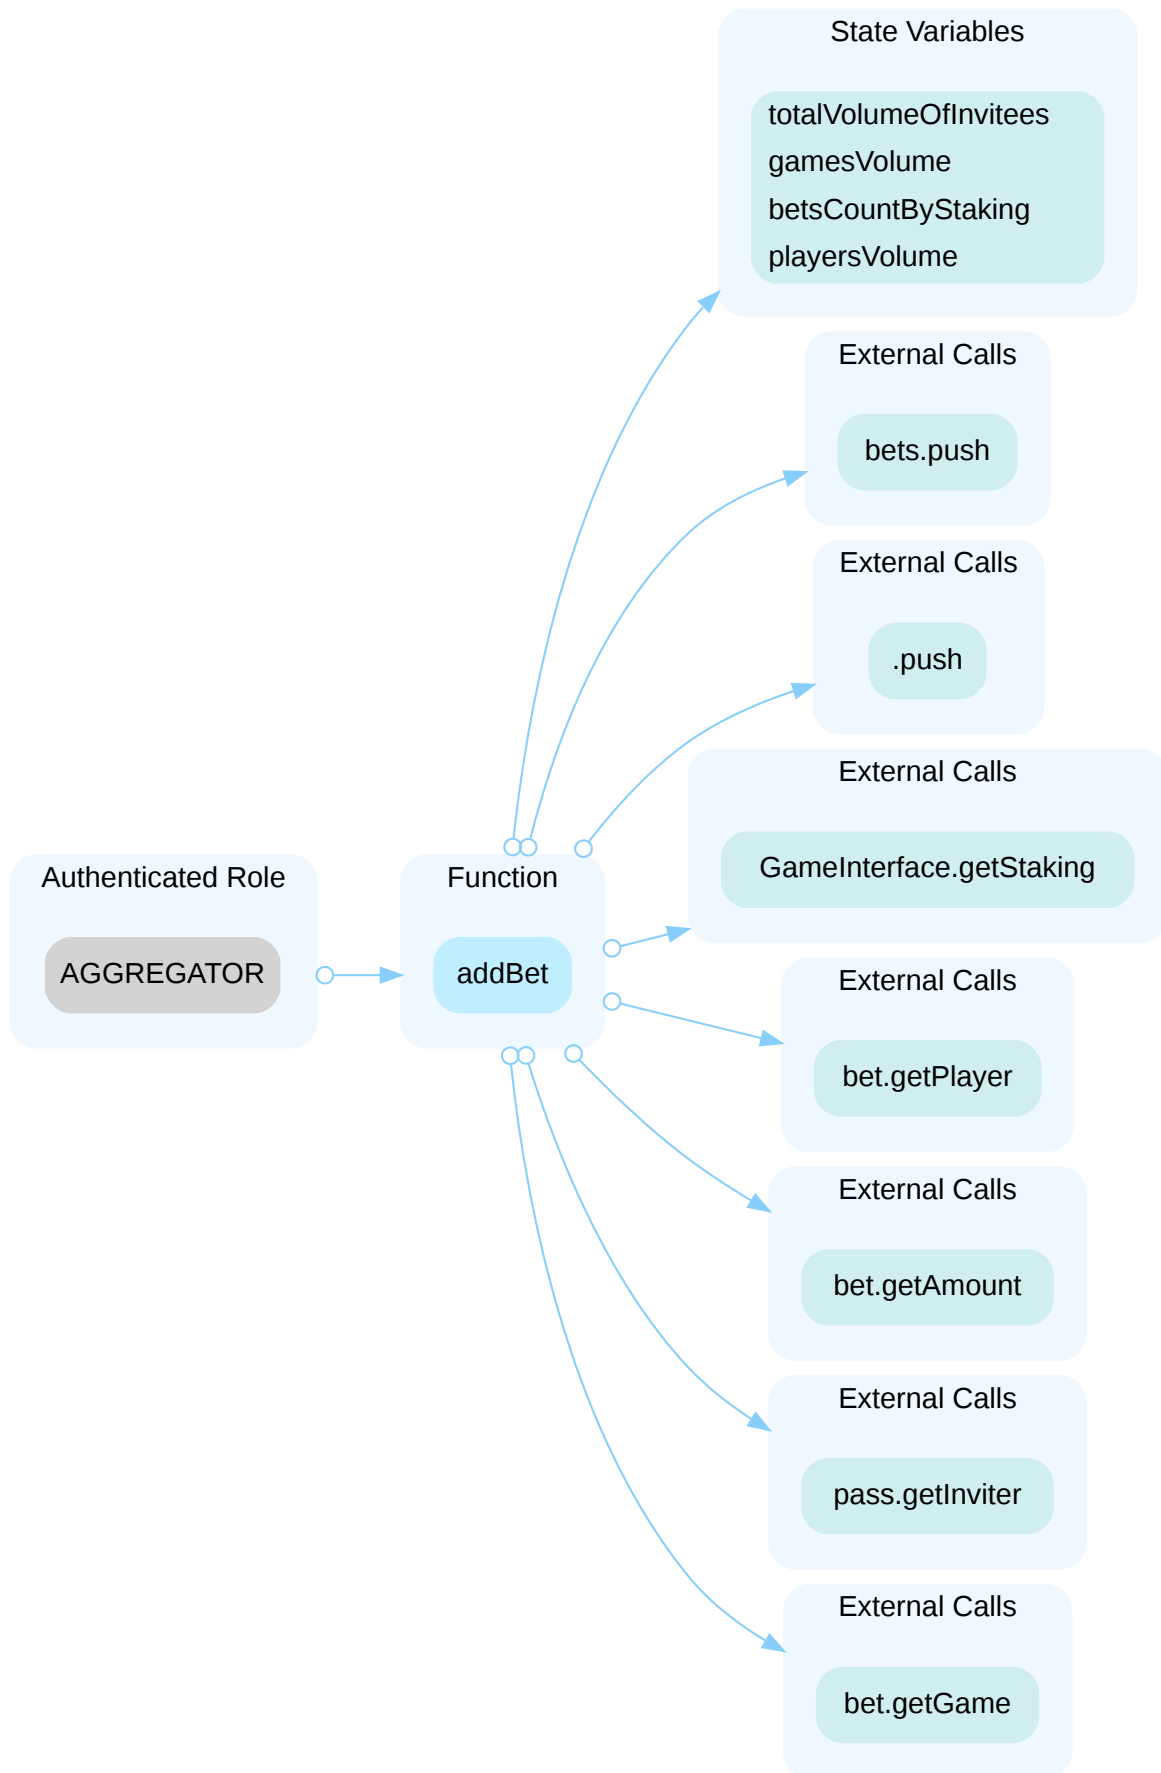 State Variables
totalVolumeOfInvitees
gamesVolume
betsCountByStaking
playersVolume
External Calls
bets.push
External Calls
.push
External Calls
GameInterface.getStaking
Authenticated Role
AGGREGATOR
Function
addBet
External Calls
bet.getPlayer
External Calls
bet.getAmount
External Calls
pass.getInviter
External Calls
bet.getGame